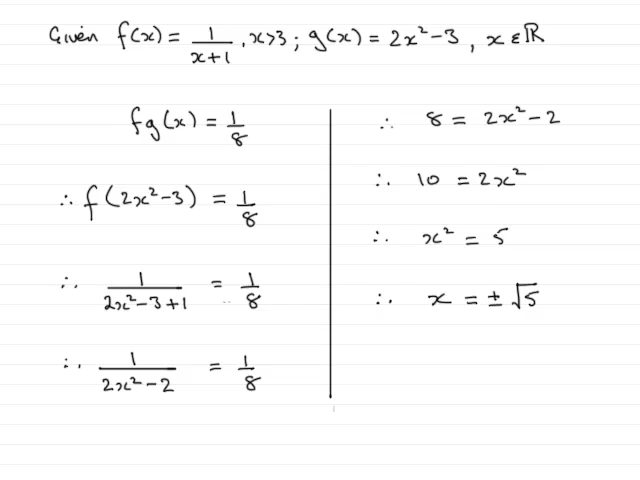 Given f(x) = 1/(x+1), x>3 ; g(x) = 2x²-3, x ∈ ℝ
fg(x) = 1/8
∴ f(2x²-3) = 1/8
∴ 1/(2x²-3+1) = 1/8
∴ 1/(2x²-2) = 1/8
∴ 8 = 2x²-2
∴ 10 = 2x²
∴ x² = 5
∴ x = ±√5